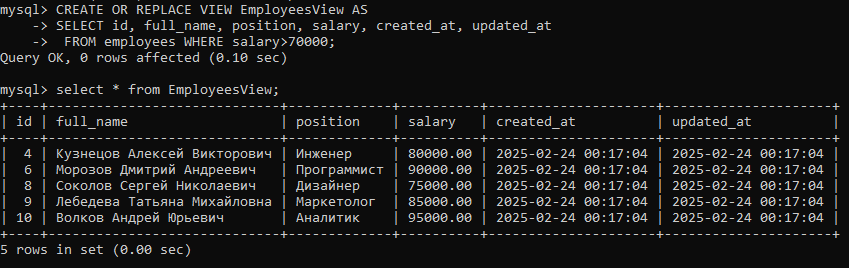 mysql> CREATE OR REPLACE VIEW EmployeesView AS
    -> SELECT id, full_name, position, salary, created_at, updated_at
    ->  FROM employees WHERE salary>70000;
Query OK, 0 rows affected (0.10 sec)

mysql> select * from EmployeesView;
+----+----------------------------+-------------+----------+---------------------+---------------------+
| id | full_name                  | position    | salary   | created_at          | updated_at          |
+----+----------------------------+-------------+----------+---------------------+---------------------+
|  4 | Кузнецов Алексей Викторович | Инженер     | 80000.00 | 2025-02-24 00:17:04 | 2025-02-24 00:17:04 |
|  6 | Морозов Дмитрий Андреевич  | Программист | 90000.00 | 2025-02-24 00:17:04 | 2025-02-24 00:17:04 |
|  8 | Соколов Сергей Николаевич  | Дизайнер    | 75000.00 | 2025-02-24 00:17:04 | 2025-02-24 00:17:04 |
|  9 | Лебедева Татьяна Михайловна | Маркетолог  | 85000.00 | 2025-02-24 00:17:04 | 2025-02-24 00:17:04 |
| 10 | Волков Андрей Юрьевич      | Аналитик    | 95000.00 | 2025-02-24 00:17:04 | 2025-02-24 00:17:04 |
+----+----------------------------+-------------+----------+---------------------+---------------------+
5 rows in set (0.00 sec)